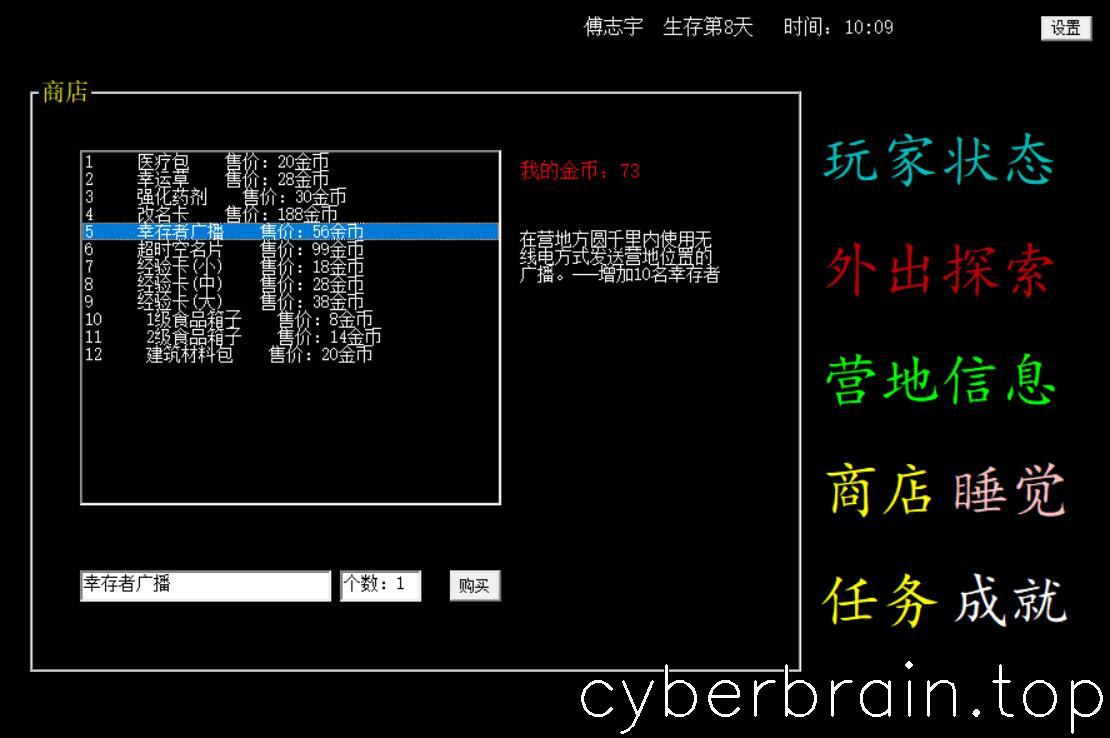 傅志宇 生存第8天 时间：10:09
设置
商店
1 医疗包 售价：20金币
2 幸运草 售价：28金币
3 强化药剂 售价：30金币
4 改名卡 售价：188金币
5 幸存者广播 售价：56金币
6 超时空名片 售价：99金币
7 经验卡(小) 售价：18金币
8 经验卡(中) 售价：28金币
9 经验卡(大) 售价：38金币
10 1级食品箱子 售价：8金币
11 2级食品箱子 售价：14金币
12 建筑材料包 售价：20金币
我的金币：73
在营地方圆千里内使用无
线电方式发送营地位置的
广播。——增加10名幸存者
幸存者广播 个数：1 购买
玩家状态
外出探索
营地信息
商店 睡觉
任务 成就
cyberbrain.top